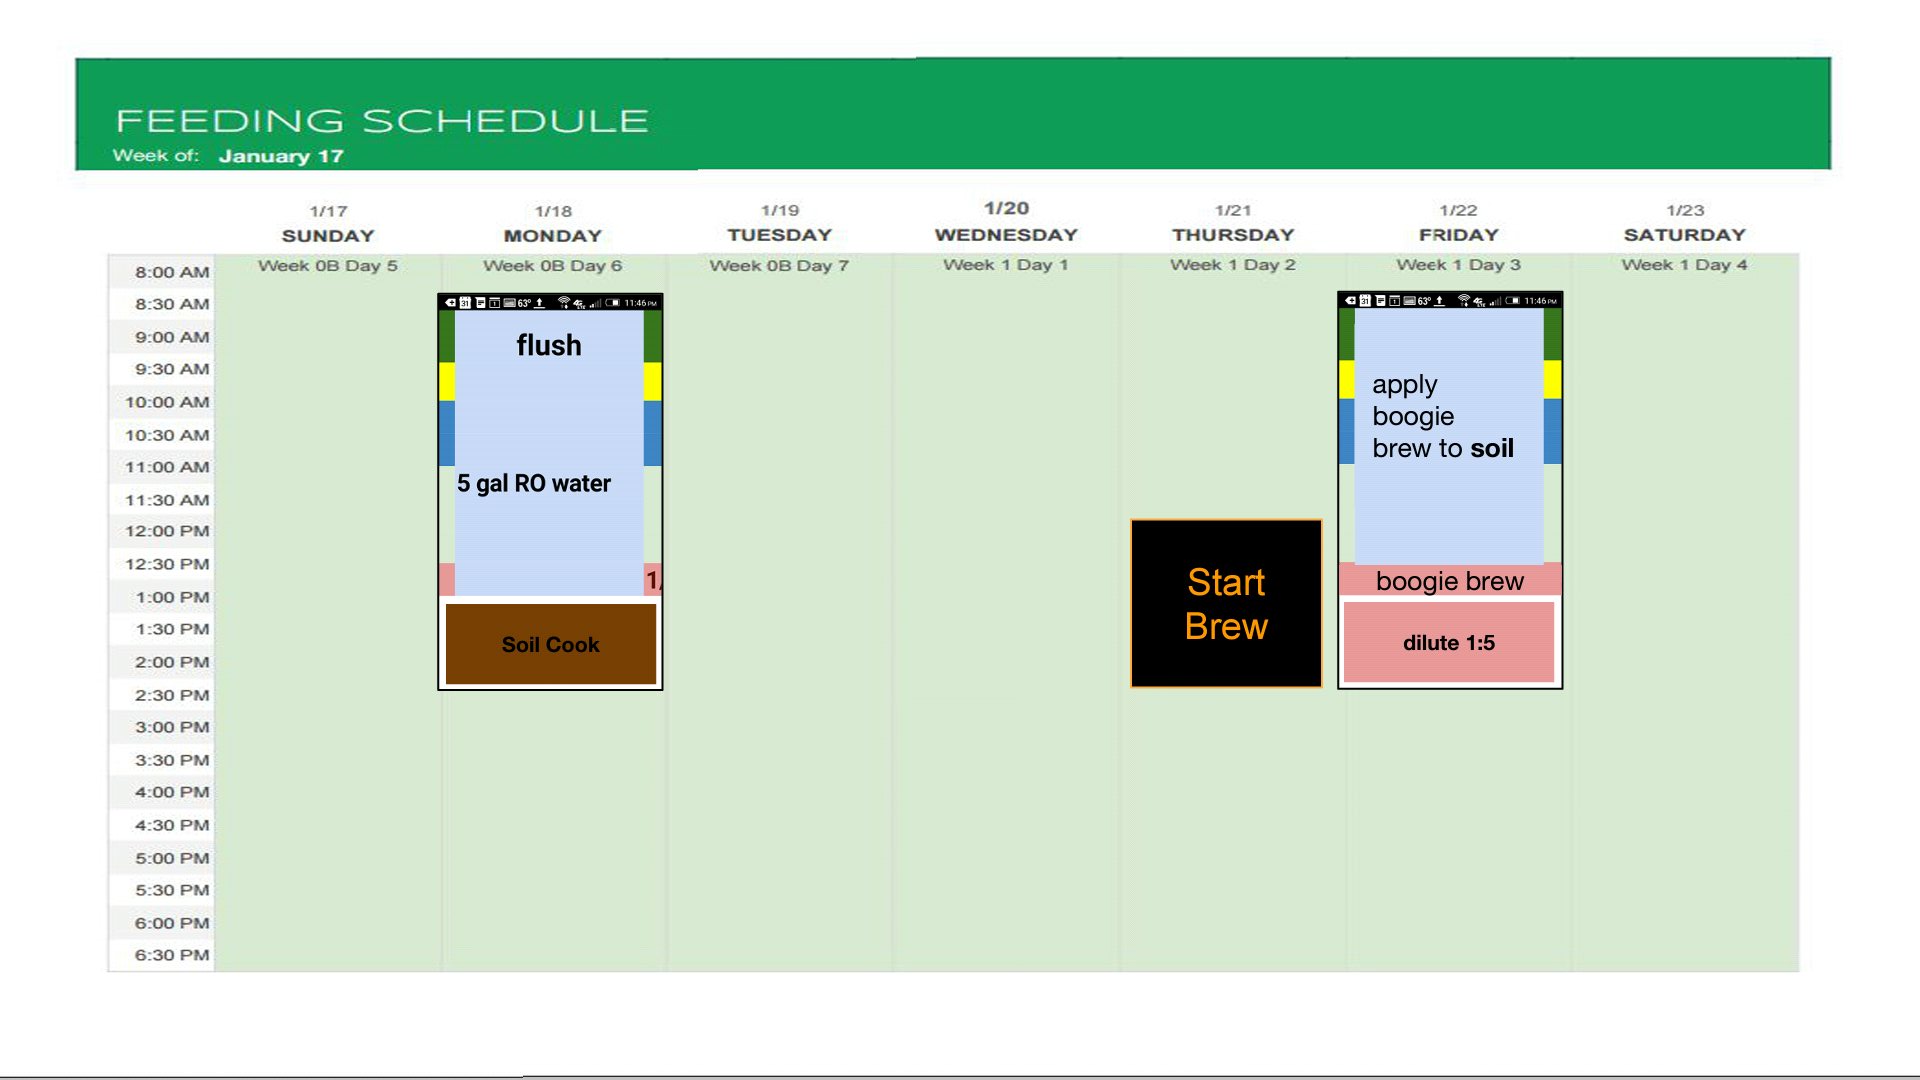 FEEDING SCHEDULE
Week of: January 17
1/17 1/18 1/19 1/20 1/21 1/22 1/23
SUNDAY MONDAY TUESDAY WEDNESDAY THURSDAY FRIDAY SATURDAY
Week 0B Day 5 Week 0B Day 6 Week 0B Day 7 Week 1 Day 1 Week 1 Day 2 Week 1 Day 3 Week 1 Day 4
8:00 AM
8:30 AM
9:00 AM
9:30 AM
10:00 AM
10:30 AM
11:00 AM
11:30 AM
12:00 PM
12:30 PM
1:00 PM
1:30 PM
2:00 PM
2:30 PM
3:00 PM
3:30 PM
4:00 PM
4:30 PM
5:00 PM
5:30 PM
6:00 PM
6:30 PM
31 63° 11:46 PM
flush
5 gal RO water
1/
Soil Cook
Start
Brew
31 63° 11:46 PM
apply
boogie
brew to soil
boogie brew
dilute 1:5